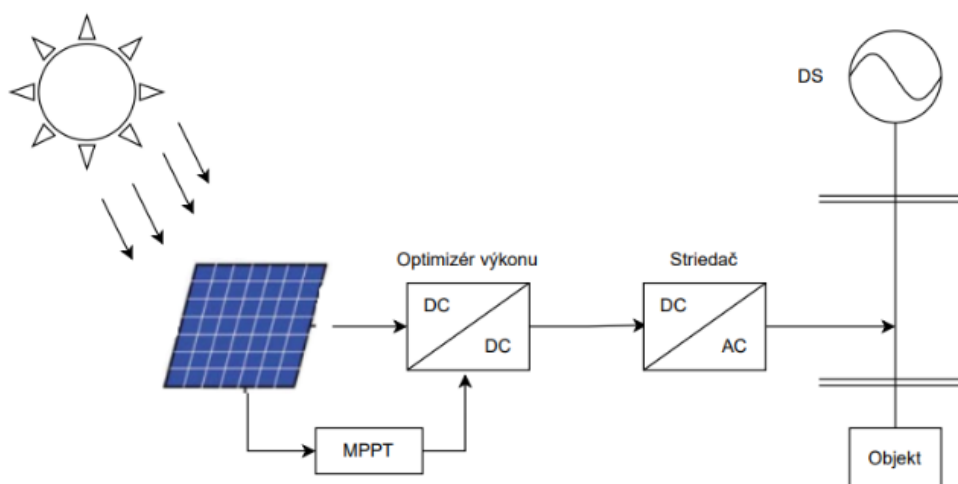 DS
Optimizér výkonu
Striedač
DC
DC
DC
AC
MPPT
Objekt